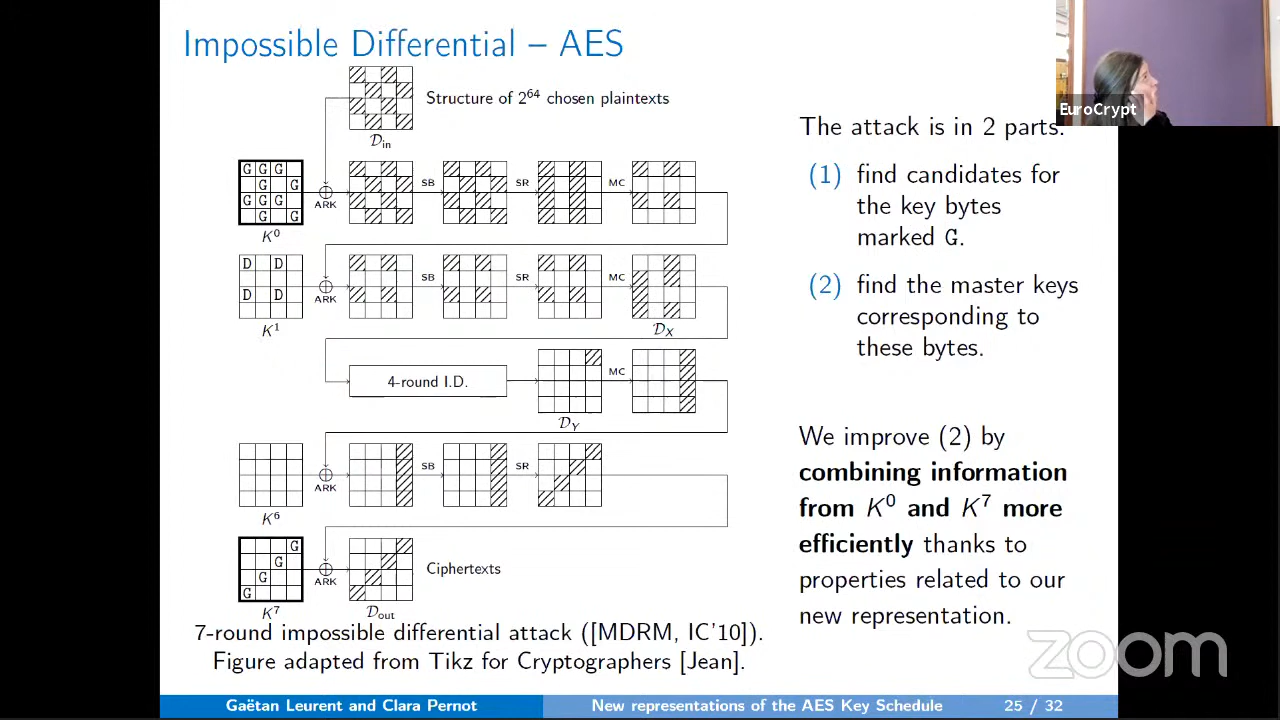 Impossible Differential – AES
Structure of 2^64 chosen plaintexts
D_in
EuroCrypt
G G G
G G
G G G
G G
K^0
ARK
SB
SR
MC
D D
D D
K^1
ARK
SB
SR
MC
D_X
4-round I.D.
D_Y
MC
K^6
ARK
SB
SR
G
G
G
G
K^7
ARK
D_out
Ciphertexts
7-round impossible differential attack ([MDRM, IC'10]).
Figure adapted from Tikz for Cryptographers [Jean].
The attack is in 2 parts:
(1) find candidates for
the key bytes
marked G.
(2) find the master keys
corresponding to
these bytes.
We improve (2) by
combining information
from K^0 and K^7 more
efficiently thanks to
properties related to our
new representation.
zoom
Gaëtan Leurent and Clara Pernot
New representations of the AES Key Schedule
25 / 32